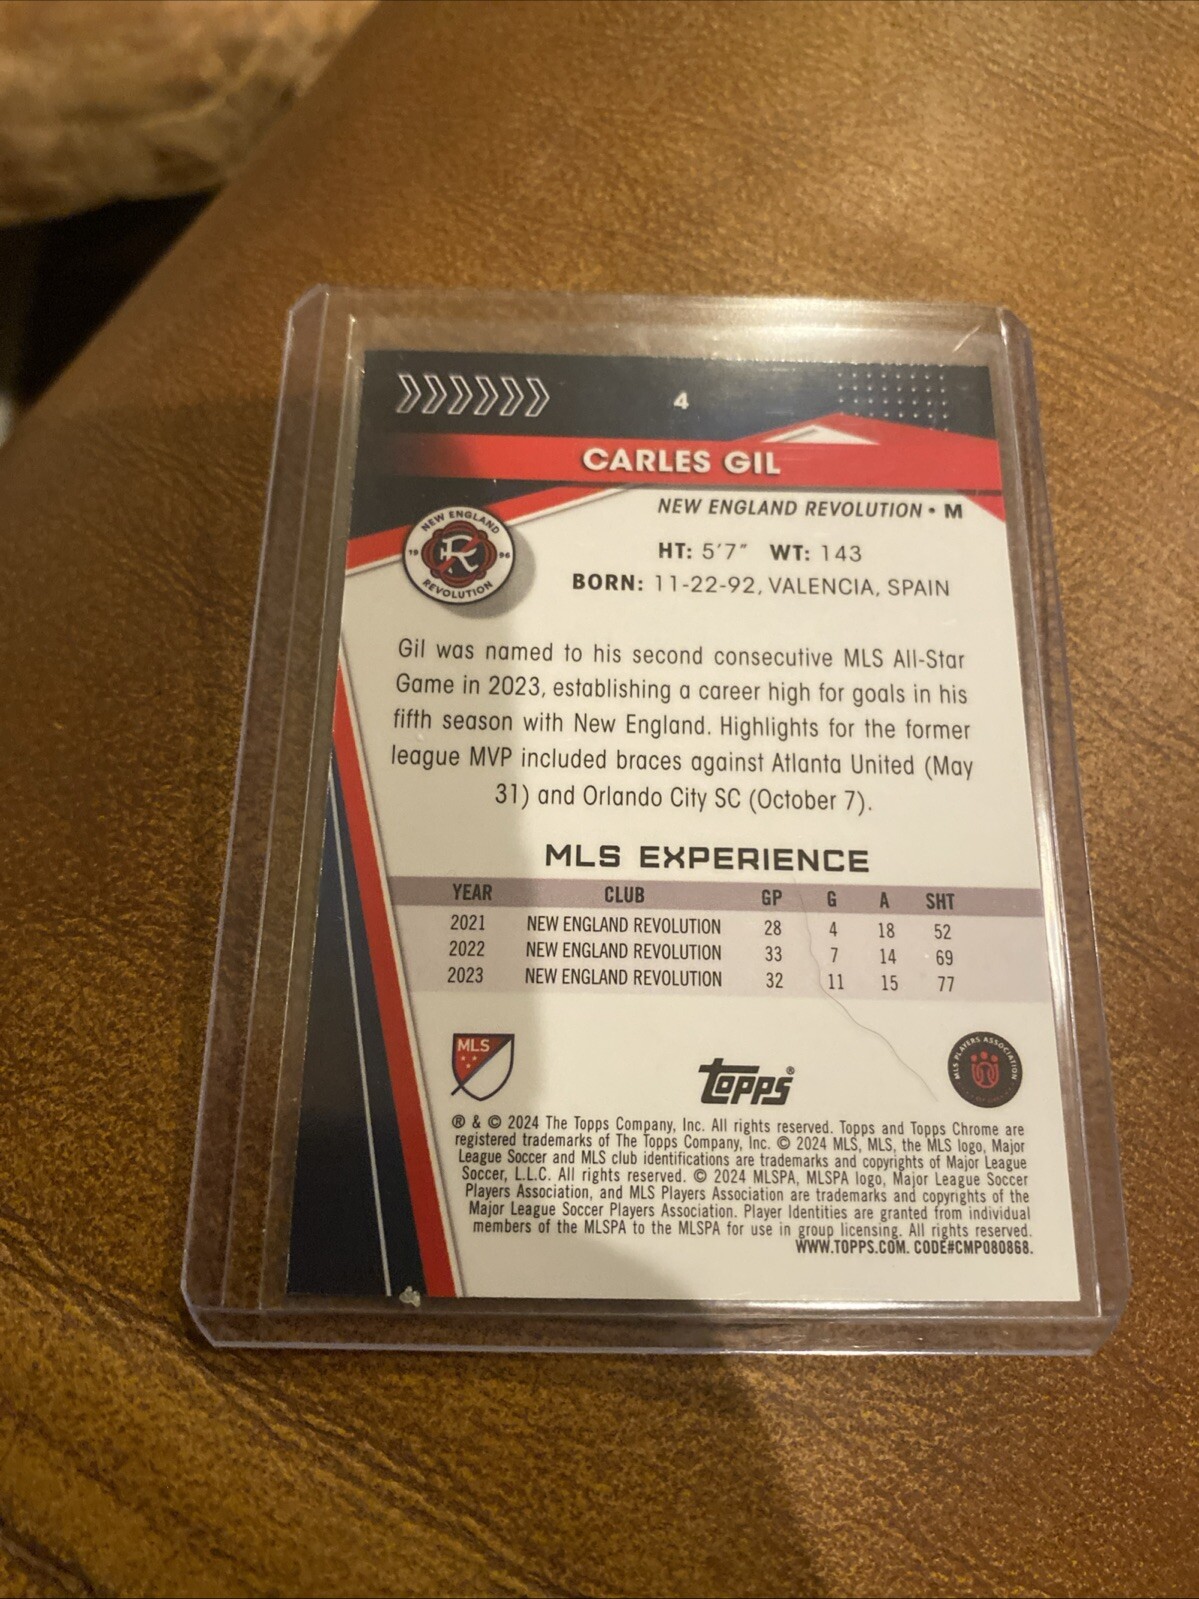 4
CARLES GIL
NEW ENGLAND REVOLUTION • M
NEW ENGLAND
19 R 96
REVOLUTION
HT: 5'7" WT: 143
BORN: 11-22-92, VALENCIA, SPAIN
Gil was named to his second consecutive MLS All-Star
Game in 2023, establishing a career high for goals in his
fifth season with New England. Highlights for the former
league MVP included braces against Atlanta United (May
31) and Orlando City SC (October 7).
MLS EXPERIENCE
YEAR CLUB GP G A SHT
2021 NEW ENGLAND REVOLUTION 28 4 18 52
2022 NEW ENGLAND REVOLUTION 33 7 14 69
2023 NEW ENGLAND REVOLUTION 32 11 15 77
MLS
Topps®
MLS PLAYERS ASSOCIATION
® & © 2024 The Topps Company, Inc. All rights reserved. Topps and Topps Chrome are
registered trademarks of The Topps Company, Inc. © 2024 MLS, MLS, the MLS logo, Major
League Soccer and MLS club identifications are trademarks and copyrights of Major League
Soccer, L.L.C. All rights reserved. © 2024 MLSPA, MLSPA logo, Major League Soccer
Players Association, and MLS Players Association are trademarks and copyrights of the
Major League Soccer Players Association. Player Identities are granted from individual
members of the MLSPA to the MLSPA for use in group licensing. All rights reserved.
WWW.TOPPS.COM. CODE#CMP080868.